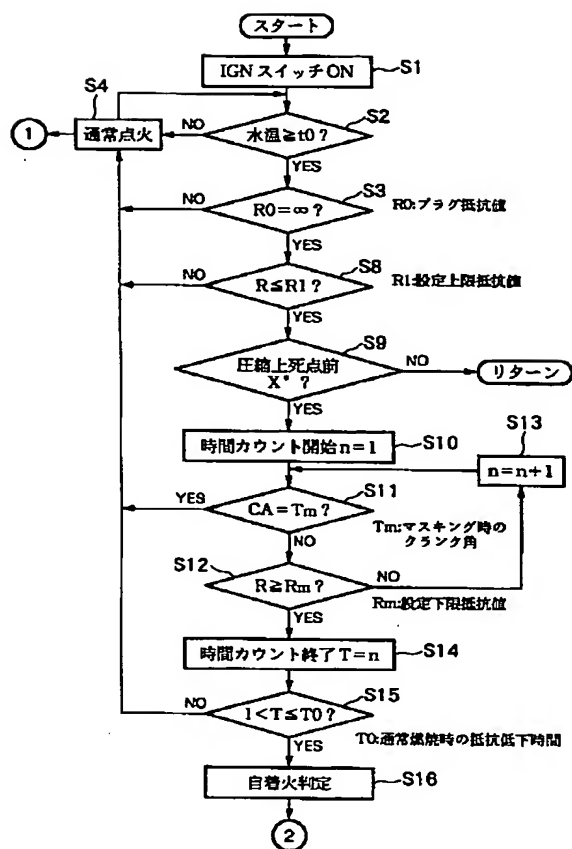 スタート
IGNスイッチON
S1
S4
1
通常点火
NO
水温≧t0?
S2
YES
S3
NO
R0=∞?
R0:プラグ抵抗値
YES
S8
NO
R≦R1?
R1:設定上限抵抗値
YES
S9
圧縮上死点前
X°?
NO
リターン
YES
時間カウント開始n=1
S10
S13
n=n+1
S11
YES
CA=Tm?
Tm:マスキング時の
クランク角
NO
S12
R≧Rm?
NO
Rm:設定下限抵抗値
YES
時間カウント終了T=n
S14
S15
NO
1<T≦T0?
T0:通常燃焼時の抵抗低下時間
YES
自着火判定
S16
2